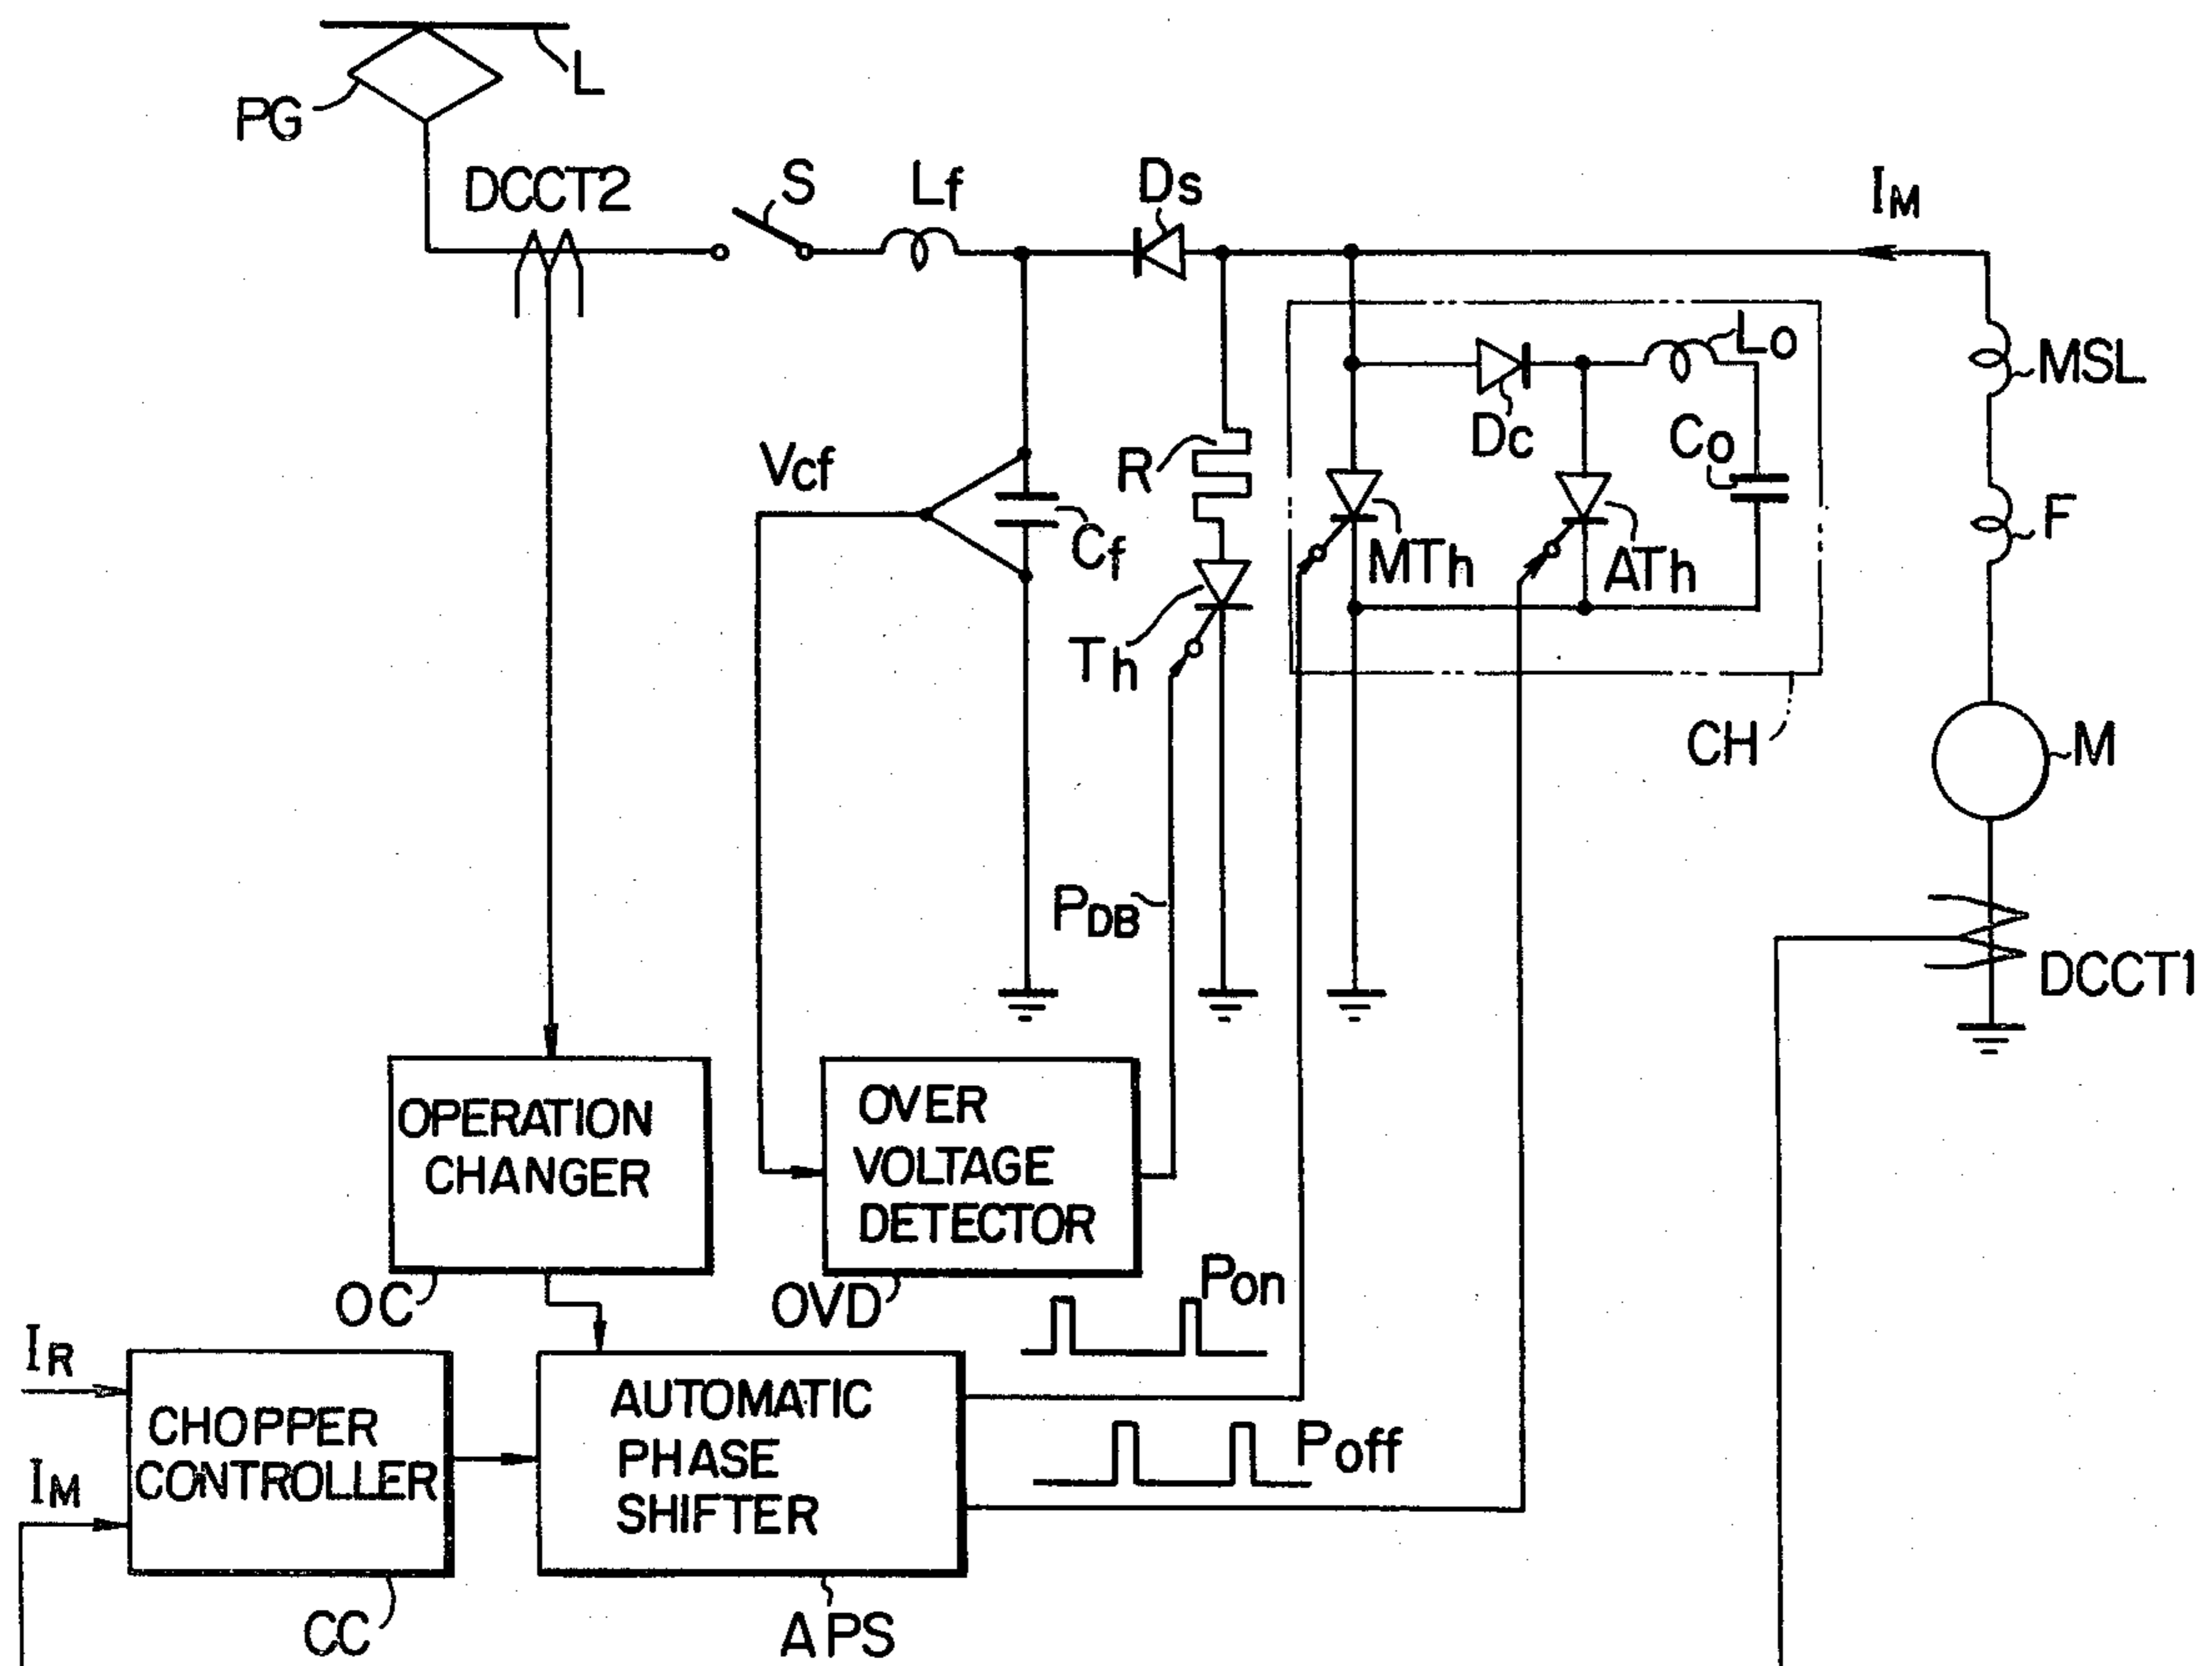 L
PG
DCCT2
S
Lf
Ds
IM
Lo
MSL
Dc
Co
Vcf
R
F
Cf
MTh
ATh
Th
CH
M
PDB
DCCT1
OPERATION
CHANGER
OVER
VOLTAGE
DETECTOR
OC
OVD
Pon
IR
CHOPPER
CONTROLLER
AUTOMATIC
PHASE
SHIFTER
Poff
IM
CC
APS